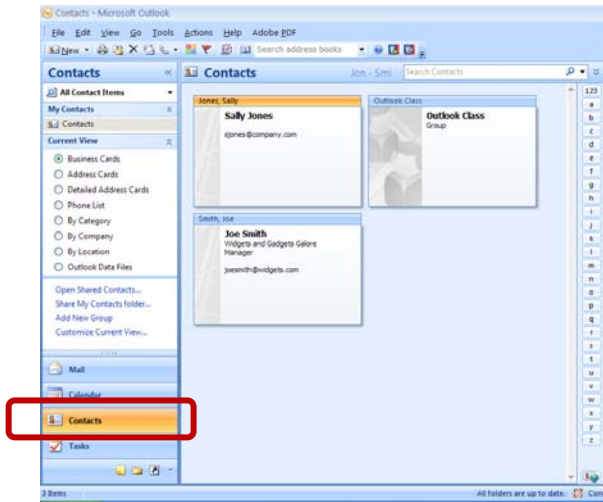 Contacts - Microsoft Outlook
File Edit View Go Tools Actions Help Adobe PDF
New Search address books
Contacts «
All Contact Items
My Contacts
Contacts
Current View
Business Cards
Address Cards
Detailed Address Cards
Phone List
By Category
By Company
By Location
Outlook Data Files
Open Shared Contacts...
Share My Contacts folder...
Add New Group
Customize Current View...
Mail
Calendar
Contacts
Tasks
Contacts Jon - Smi Search Contacts
Jones, Sally
Sally Jones
sjones@company.com
Outlook Class
Outlook Class
Group
Smith, Joe
Joe Smith
Widgets and Gadgets Galore
Manager
joesmith@widgets.com
123
a
b
c
d
e
f
g
h
i
j
k
l
m
n
o
p
q
r
s
t
u
v
w
x
y
z
3 Items All folders are up to date.